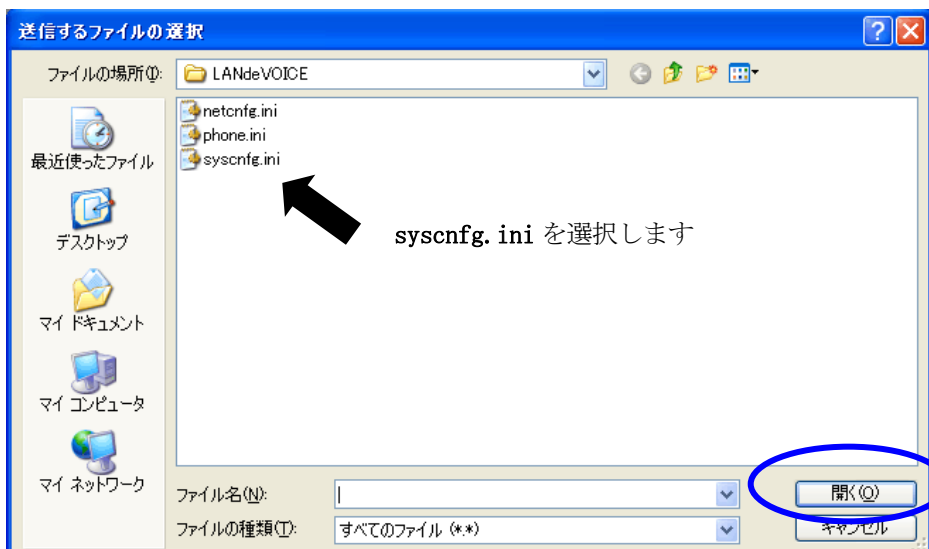 送信するファイルの選択
ファイルの場所(I):
LANdeVOICE
netcnfg.ini
phone.ini
syscnfg.ini
syscnfg.ini を選択します
最近使ったファイル
デスクトップ
マイ ドキュメント
マイ コンピュータ
マイ ネットワーク
ファイル名(N):
開く(O)
ファイルの種類(T):
すべてのファイル (*.*)
キャンセル